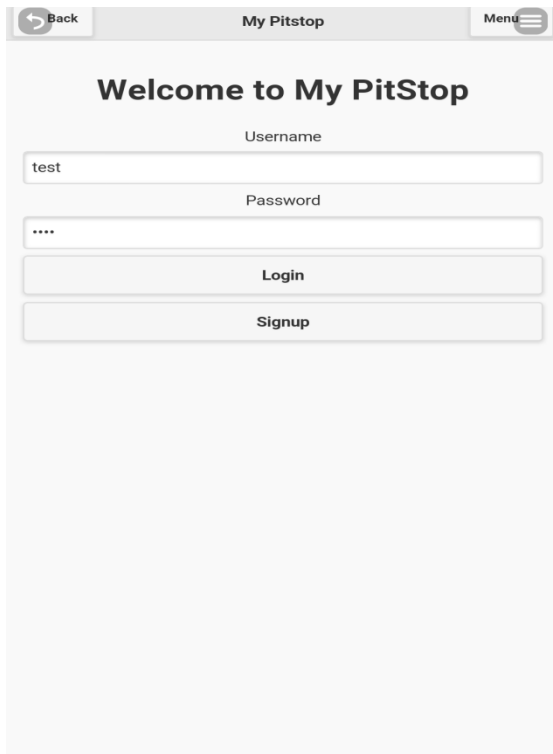 Back
My Pitstop
Menu
Welcome to My PitStop
Username
test
Password
••••
Login
Signup